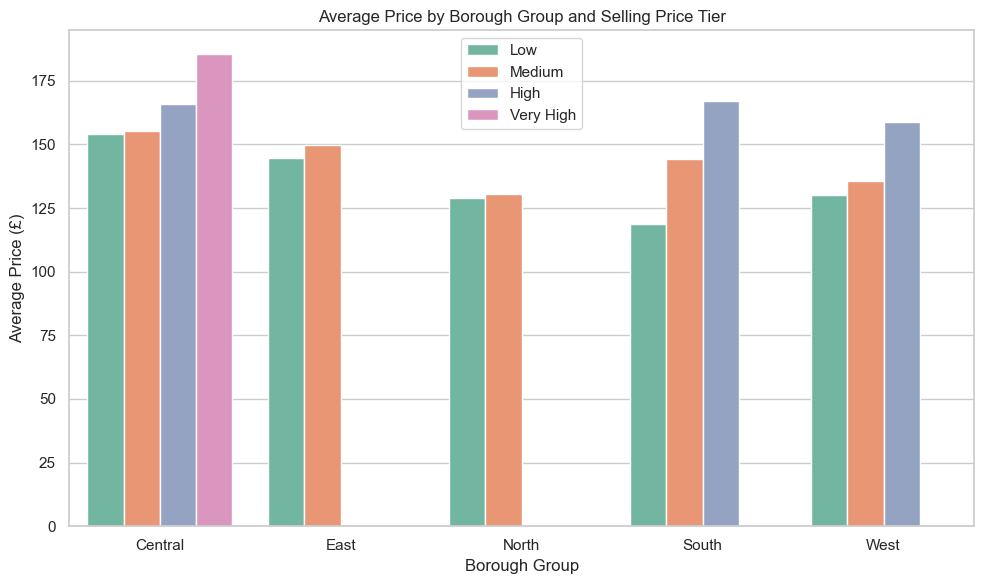 Average Price by Borough Group and Selling Price Tier
Low
Medium
High
Very High
Average Price (£)
175
150
125
100
75
50
25
0
Central East North South West
Borough Group